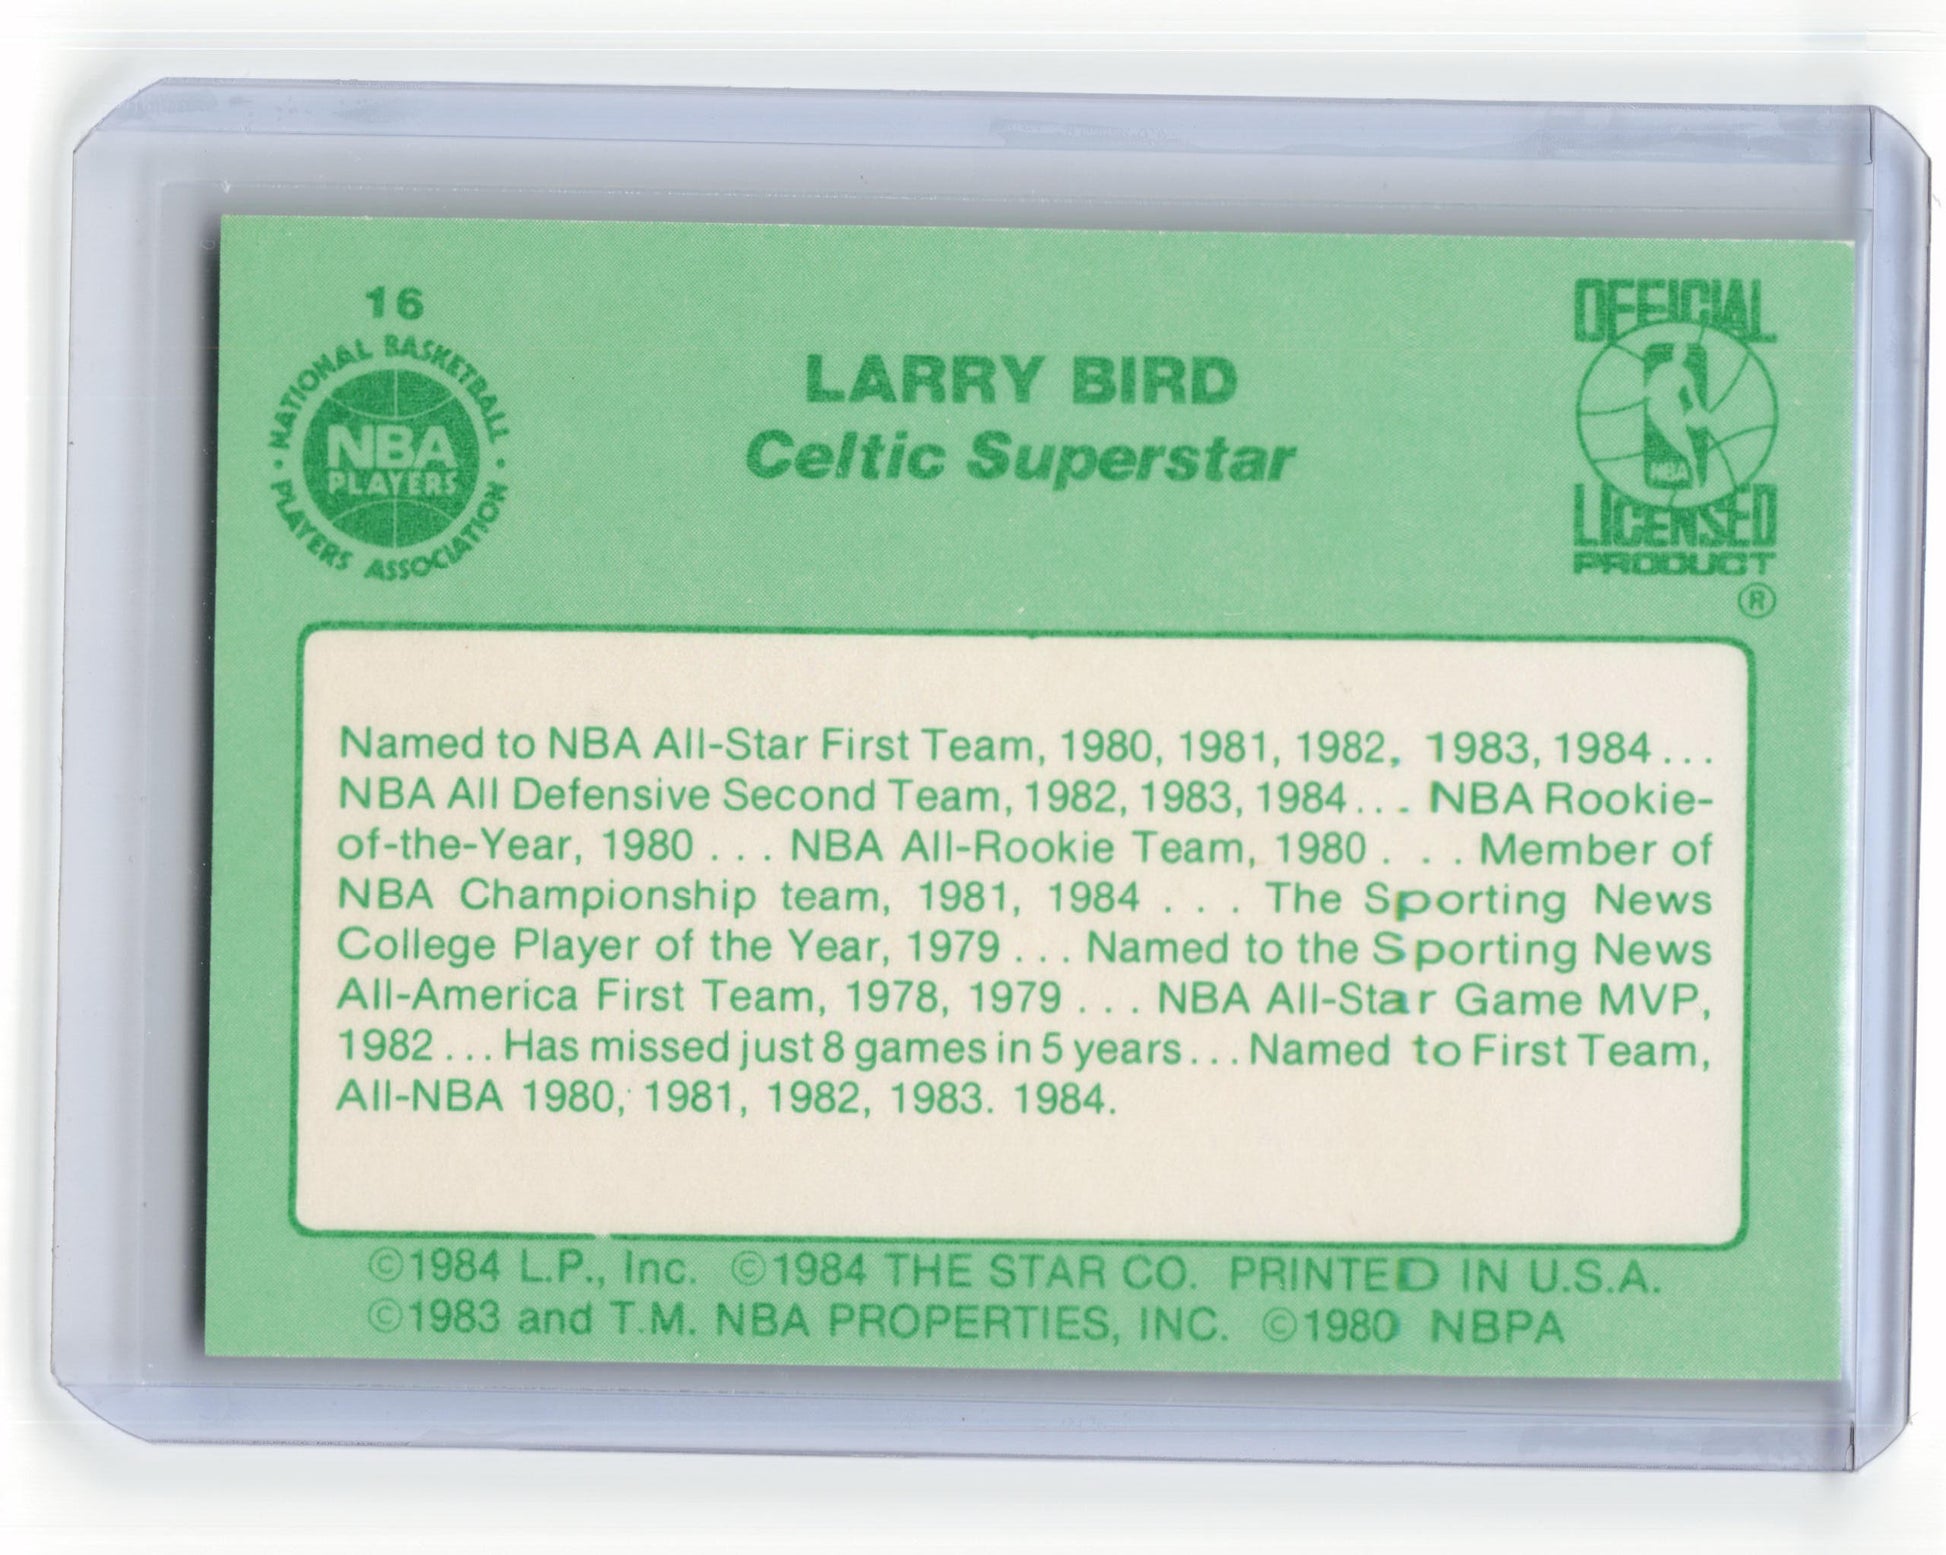 16
NATIONAL BASKETBALL
PLAYERS ASSOCIATION
NBA
PLAYERS
LARRY BIRD
Celtic Superstar
OFFICIAL
NBA
LICENSED
PRODUCT
®
Named to NBA All-Star First Team, 1980, 1981, 1982, 1983, 1984...
NBA All Defensive Second Team, 1982, 1983, 1984... NBA Rookie-
of-the-Year, 1980 ... NBA All-Rookie Team, 1980 . . . Member of
NBA Championship team, 1981, 1984 . . . The Sporting News
College Player of the Year, 1979 ... Named to the Sporting News
All-America First Team, 1978, 1979 ... NBA All-Star Game MVP,
1982 ... Has missed just 8 games in 5 years... Named to First Team,
All-NBA 1980, 1981, 1982, 1983. 1984.
©1984 L.P., Inc. ©1984 THE STAR CO. PRINTED IN U.S.A.
©1983 and T.M. NBA PROPERTIES, INC. ©1980 NBPA